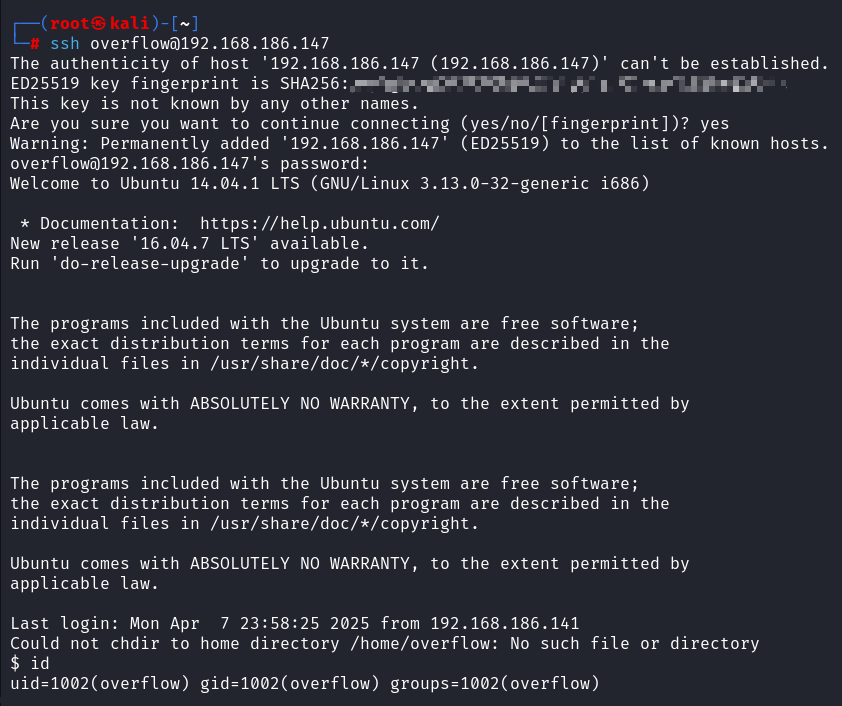 ┌──(root㉿kali)-[~]
└─# ssh overflow@192.168.186.147
The authenticity of host '192.168.186.147 (192.168.186.147)' can't be established.
ED25519 key fingerprint is SHA256:
This key is not known by any other names.
Are you sure you want to continue connecting (yes/no/[fingerprint])? yes
Warning: Permanently added '192.168.186.147' (ED25519) to the list of known hosts.
overflow@192.168.186.147's password:
Welcome to Ubuntu 14.04.1 LTS (GNU/Linux 3.13.0-32-generic i686)

 * Documentation:  https://help.ubuntu.com/
New release '16.04.7 LTS' available.
Run 'do-release-upgrade' to upgrade to it.

The programs included with the Ubuntu system are free software;
the exact distribution terms for each program are described in the
individual files in /usr/share/doc/*/copyright.

Ubuntu comes with ABSOLUTELY NO WARRANTY, to the extent permitted by
applicable law.

The programs included with the Ubuntu system are free software;
the exact distribution terms for each program are described in the
individual files in /usr/share/doc/*/copyright.

Ubuntu comes with ABSOLUTELY NO WARRANTY, to the extent permitted by
applicable law.

Last login: Mon Apr  7 23:58:25 2025 from 192.168.186.141
Could not chdir to home directory /home/overflow: No such file or directory
$ id
uid=1002(overflow) gid=1002(overflow) groups=1002(overflow)